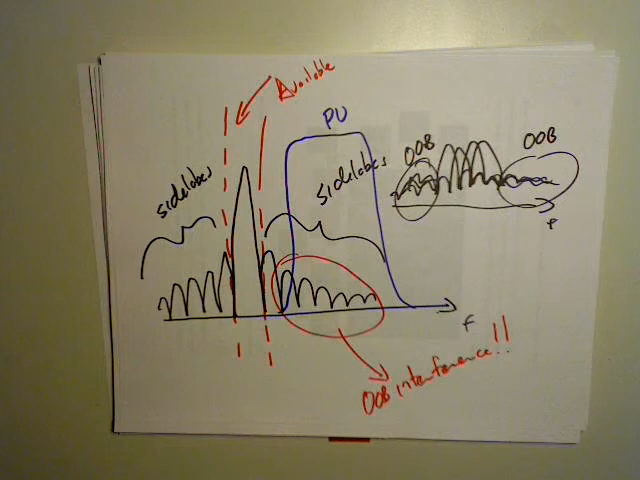 Available
PU
OOB
OOB
sidelobes
sidelobes
f
f
OOB interference!!